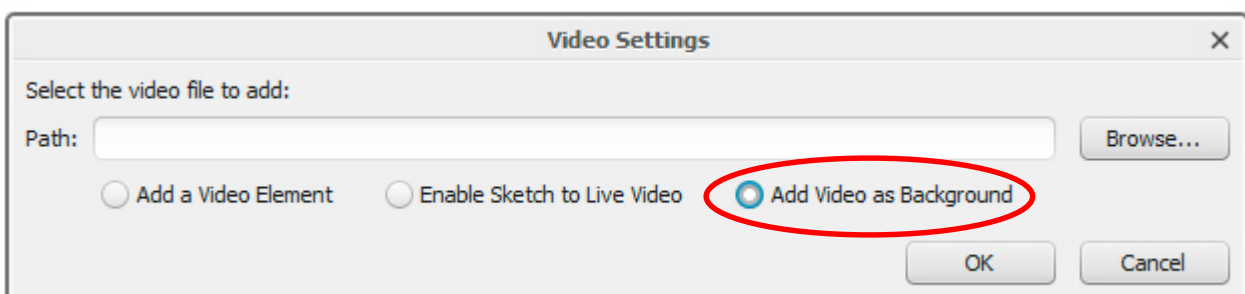 Video Settings
Select the video file to add:
Path: Browse...
Add a Video Element Enable Sketch to Live Video Add Video as Background
OK Cancel